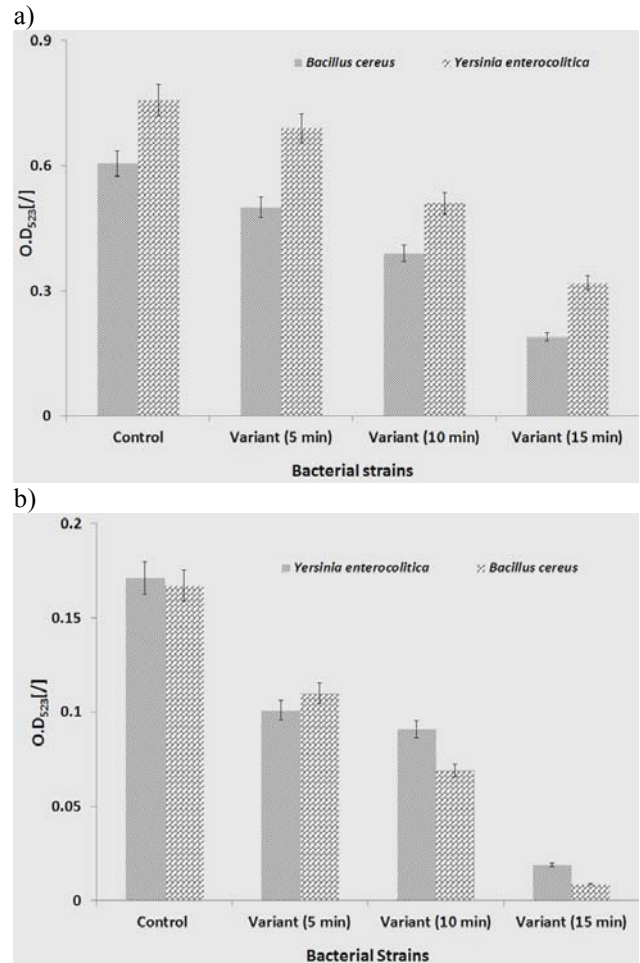 a)
0.9
Bacillus cereus Yersinia enterocolitica
0.6
O.D523[/]
0.3
0
Control Variant (5 min) Variant (10 min) Variant (15 min)
Bacterial strains
b)
0.2
Yersinia enterocolitica Bacillus cereus
0.15
O.D523[/]
0.1
0.05
0
Control Variant (5 min) Variant (10 min) Variant (15 min)
Bacterial Strains